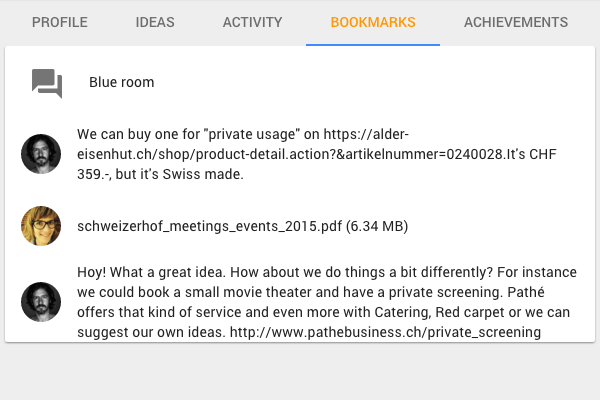 PROFILE IDEAS ACTIVITY BOOKMARKS ACHIEVEMENTS
Blue room
We can buy one for "private usage" on https://alder-
eisenhut.ch/shop/product-detail.action?&artikelnummer=0240028.It's CHF
359.-, but it's Swiss made.
schweizerhof_meetings_events_2015.pdf (6.34 MB)
Hoy! What a great idea. How about we do things a bit differently? For instance
we could book a small movie theater and have a private screening. Pathé
offers that kind of service and even more with Catering, Red carpet or we can
suggest our own ideas. http://www.pathebusiness.ch/private_screening